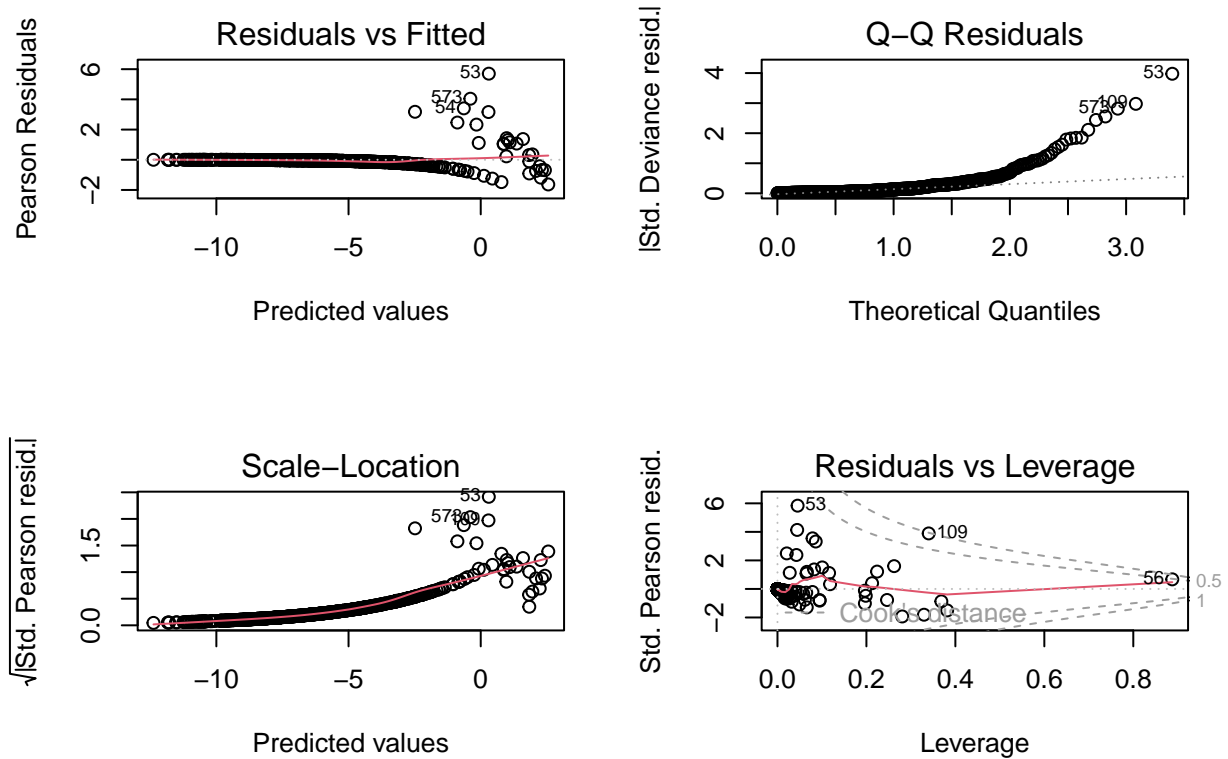 Residuals vs Fitted
Pearson Residuals
6
2
−2
53
573
54
−10 −5 0
Predicted values
Q−Q Residuals
|Std. Deviance resid.|
4
2
0
53
109
573
0.0 1.0 2.0 3.0
Theoretical Quantiles
Scale−Location
√|Std. Pearson resid.|
1.5
0.0
53
573
109
−10 −5 0
Predicted values
Residuals vs Leverage
Std. Pearson resid.
6
2
−2
53
109
56
0.5
1
Cook's distance
0.0 0.2 0.4 0.6 0.8
Leverage